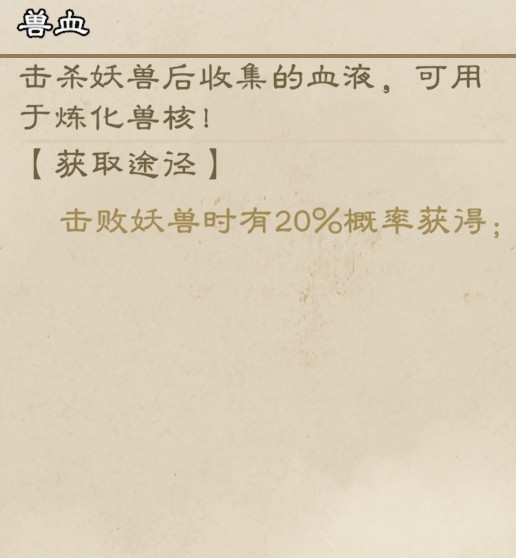 兽血
击杀妖兽后收集的血液，可用
于炼化兽核！
【获取途径】
击败妖兽时有20%概率获得；